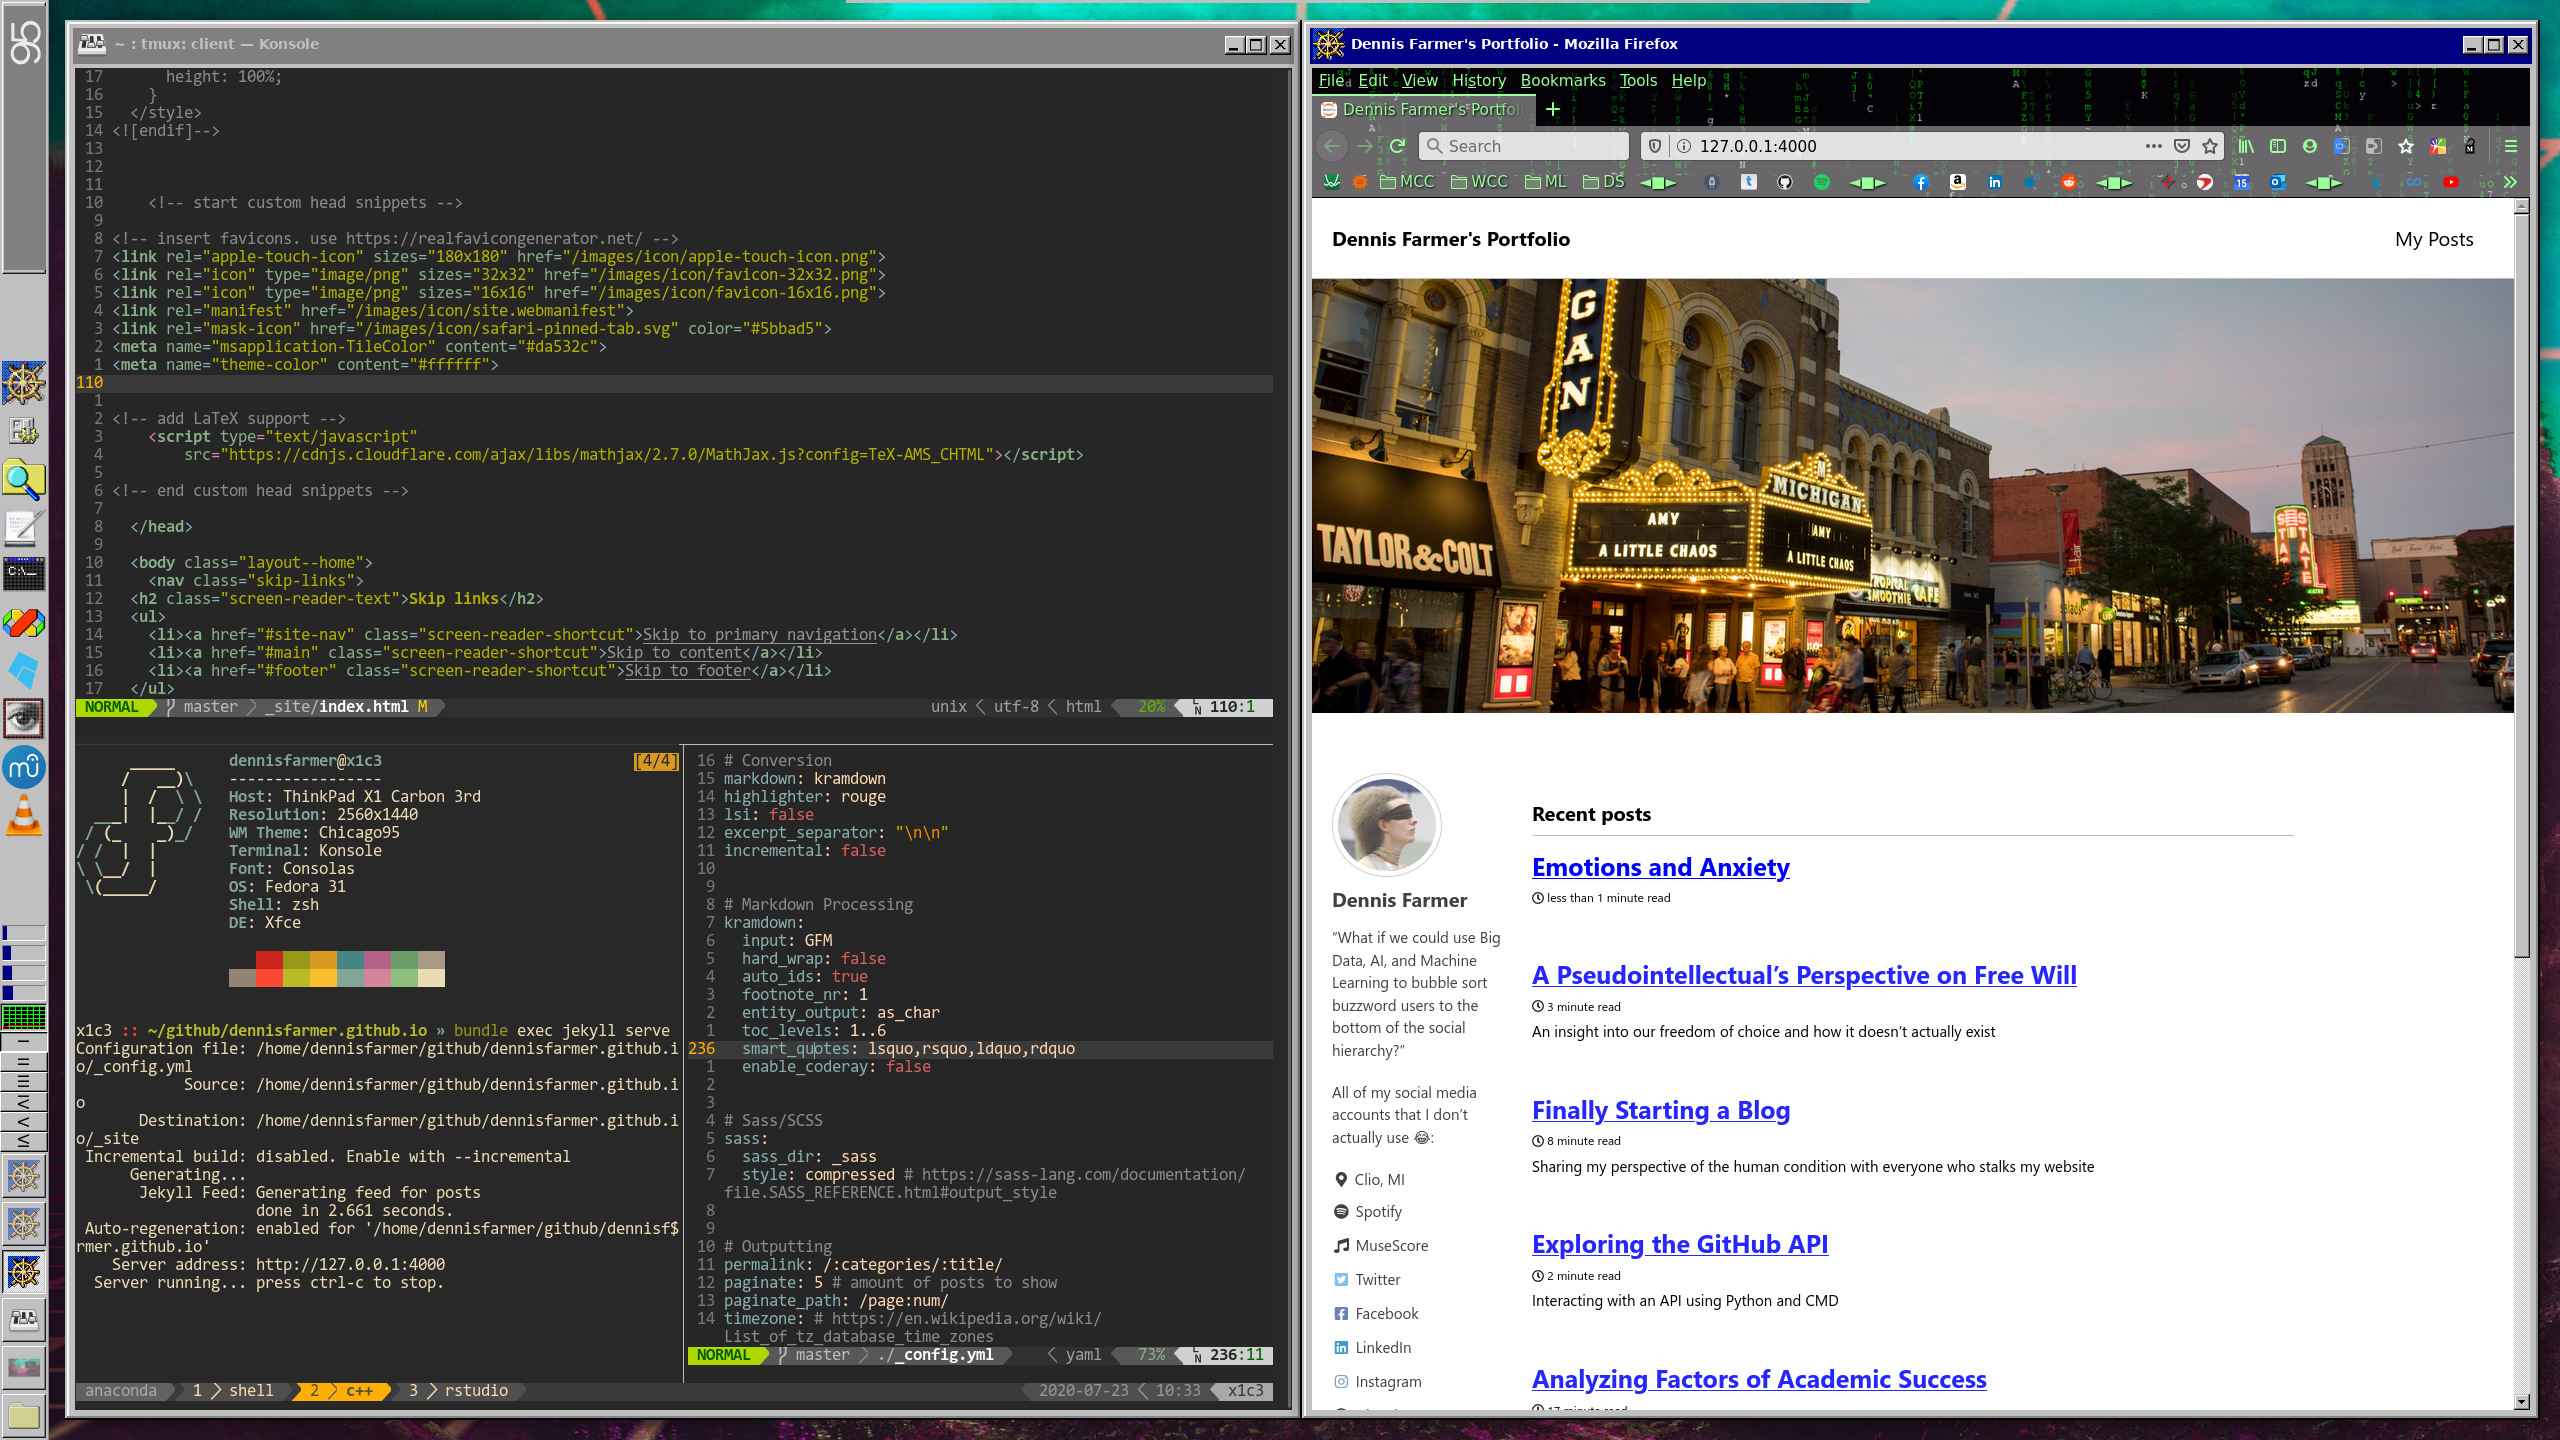 ~ : tmux: client — Konsole
17 height: 100%;
16 }
15 </style>
14 <![endif]-->
13
12
11
10 <!-- start custom head snippets -->
9
8 <!-- insert favicons. use https://realfavicongenerator.net/ -->
7 <link rel="apple-touch-icon" sizes="180x180" href="/images/icon/apple-touch-icon.png">
6 <link rel="icon" type="image/png" sizes="32x32" href="/images/icon/favicon-32x32.png">
5 <link rel="icon" type="image/png" sizes="16x16" href="/images/icon/favicon-16x16.png">
4 <link rel="manifest" href="/images/icon/site.webmanifest">
3 <link rel="mask-icon" href="/images/icon/safari-pinned-tab.svg" color="#5bbad5">
2 <meta name="msapplication-TileColor" content="#da532c">
1 <meta name="theme-color" content="#ffffff">
110
1
2 <!-- add LaTeX support -->
3 <script type="text/javascript"
4 src="https://cdnjs.cloudflare.com/ajax/libs/mathjax/2.7.0/MathJax.js?config=TeX-AMS_CHTML"></script>
5
6 <!-- end custom head snippets -->
7
8 </head>
9
10 <body class="layout--home">
11 <nav class="skip-links">
12 <h2 class="screen-reader-text">Skip links</h2>
13 <ul>
14 <li><a href="#site-nav" class="screen-reader-shortcut">Skip to primary navigation</a></li>
15 <li><a href="#main" class="screen-reader-shortcut">Skip to content</a></li>
16 <li><a href="#footer" class="screen-reader-shortcut">Skip to footer</a></li>
17 </ul>
NORMAL master _site/index.html M unix utf-8 html 20% LN 110:1
dennisfarmer@x1c3 [4/4]
-----------------
Host: ThinkPad X1 Carbon 3rd
Resolution: 2560x1440
WM Theme: Chicago95
Terminal: Konsole
Font: Consolas
OS: Fedora 31
Shell: zsh
DE: Xfce
x1c3 :: ~/github/dennisfarmer.github.io » bundle exec jekyll serve
Configuration file: /home/dennisfarmer/github/dennisfarmer.github.i
o/_config.yml
Source: /home/dennisfarmer/github/dennisfarmer.github.i
o
Destination: /home/dennisfarmer/github/dennisfarmer.github.i
o/_site
Incremental build: disabled. Enable with --incremental
Generating...
Jekyll Feed: Generating feed for posts
done in 2.661 seconds.
Auto-regeneration: enabled for '/home/dennisfarmer/github/dennisf$
rmer.github.io'
Server address: http://127.0.0.1:4000
Server running... press ctrl-c to stop.
16 # Conversion
15 markdown: kramdown
14 highlighter: rouge
13 lsi: false
12 excerpt_separator: "\n\n"
11 incremental: false
10
9
8 # Markdown Processing
7 kramdown:
6 input: GFM
5 hard_wrap: false
4 auto_ids: true
3 footnote_nr: 1
2 entity_output: as_char
1 toc_levels: 1..6
236 smart_quotes: lsquo,rsquo,ldquo,rdquo
1 enable_coderay: false
2
3
4 # Sass/SCSS
5 sass:
6 sass_dir: _sass
7 style: compressed # https://sass-lang.com/documentation/
file.SASS_REFERENCE.html#output_style
8
9
10 # Outputting
11 permalink: /:categories/:title/
12 paginate: 5 # amount of posts to show
13 paginate_path: /page:num/
14 timezone: # https://en.wikipedia.org/wiki/
List_of_tz_database_time_zones
NORMAL master ./_config.yml yaml 73% LN 236:11
anaconda 1 shell 2 c++ 3 rstudio 2020-07-23 10:33 x1c3
Dennis Farmer's Portfolio - Mozilla Firefox
File Edit View History Bookmarks Tools Help
Dennis Farmer's Portfol
Search 127.0.0.1:4000
MCC WCC ML DS
Dennis Farmer's Portfolio My Posts
GAN
MICHIGAN
AMY
A LITTLE CHAOS
AMY
A LITTLE CHAOS
TAYLOR&COLT
TROPICAL
SMOOTHIE CAFE
STATE
Dennis Farmer
“What if we could use Big
Data, AI, and Machine
Learning to bubble sort
buzzword users to the
bottom of the social
hierarchy?”
All of my social media
accounts that I don’t
actually use 😂:
Clio, MI
Spotify
MuseScore
Twitter
Facebook
LinkedIn
Instagram
Recent posts
Emotions and Anxiety
less than 1 minute read
A Pseudointellectual’s Perspective on Free Will
3 minute read
An insight into our freedom of choice and how it doesn’t actually exist
Finally Starting a Blog
8 minute read
Sharing my perspective of the human condition with everyone who stalks my website
Exploring the GitHub API
2 minute read
Interacting with an API using Python and CMD
Analyzing Factors of Academic Success
17 minute read